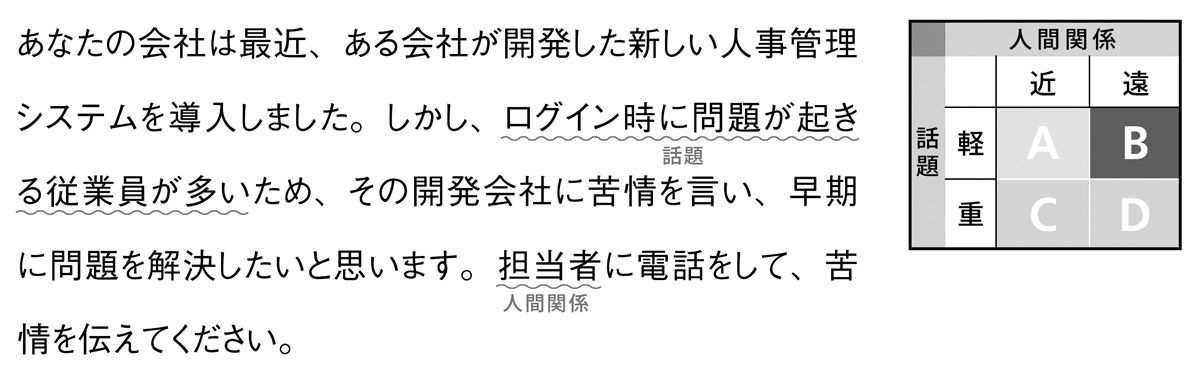 あなたの会社は最近、ある会社が開発した新しい人事管理
システムを導入しました。しかし、ログイン時に問題が起き
話題
る従業員が多いため、その開発会社に苦情を言い、早期
に問題を解決したいと思います。担当者に電話をして、苦
人間関係
情を伝えてください。
人間関係
近 遠
話題
軽 A B
重 C D